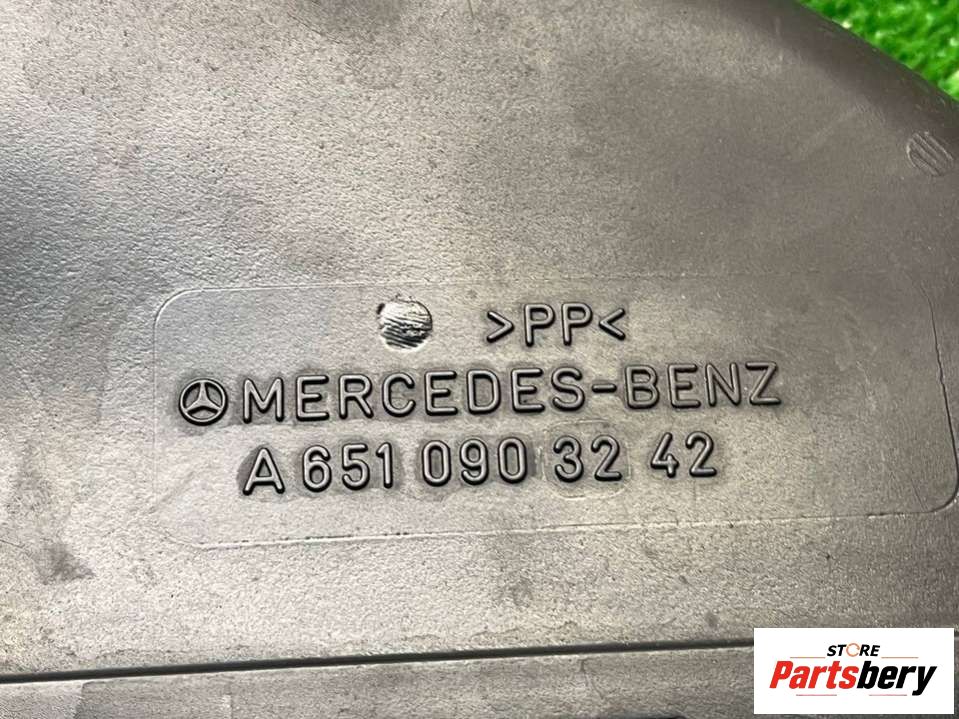 >PP<
MERCEDES-BENZ
A 651 090 32 42
STORE
Partsbery